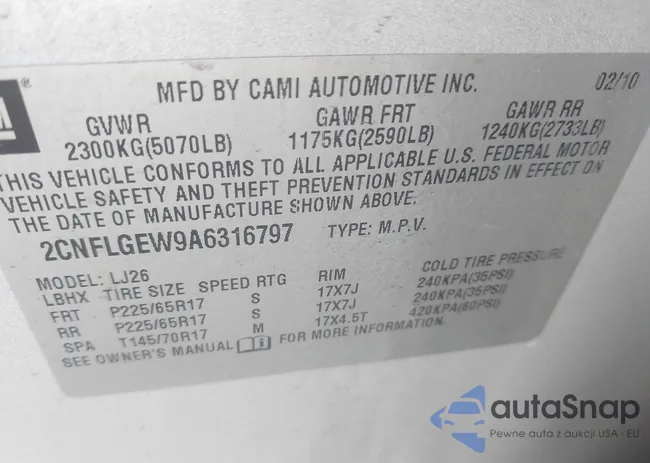 M ®
MFD BY CAMI AUTOMOTIVE INC. 02/10
GVWR GAWR FRT GAWR RR
2300KG(5070LB) 1175KG(2590LB) 1240KG(2733LB)
THIS VEHICLE CONFORMS TO ALL APPLICABLE U.S. FEDERAL MOTOR
VEHICLE SAFETY AND THEFT PREVENTION STANDARDS IN EFFECT ON
THE DATE OF MANUFACTURE SHOWN ABOVE.
2CNFLGEW9A6316797 TYPE: M.P.V.
MODEL: LJ26
LBHX TIRE SIZE SPEED RTG RIM COLD TIRE PRESSURE
FRT P225/65R17 S 17X7J 240KPA(35PSI)
RR P225/65R17 S 17X7J 240KPA(35PSI)
SPA T145/70R17 M 17X4.5T 420KPA(60PSI)
SEE OWNER'S MANUAL FOR MORE INFORMATION.
autaSnap
Pewne auta z aukcji USA · EU